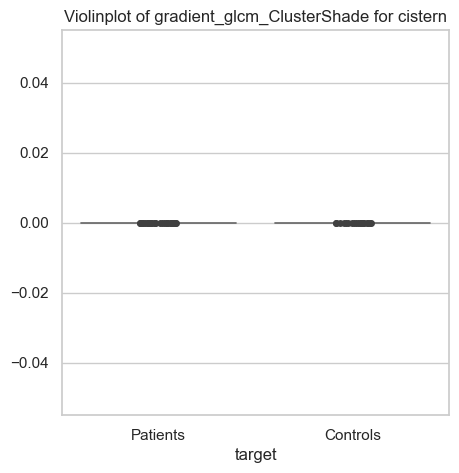 Violinplot of gradient_glcm_ClusterShade for cistern
0.04
0.02
0.00
−0.02
−0.04
Patients Controls
target